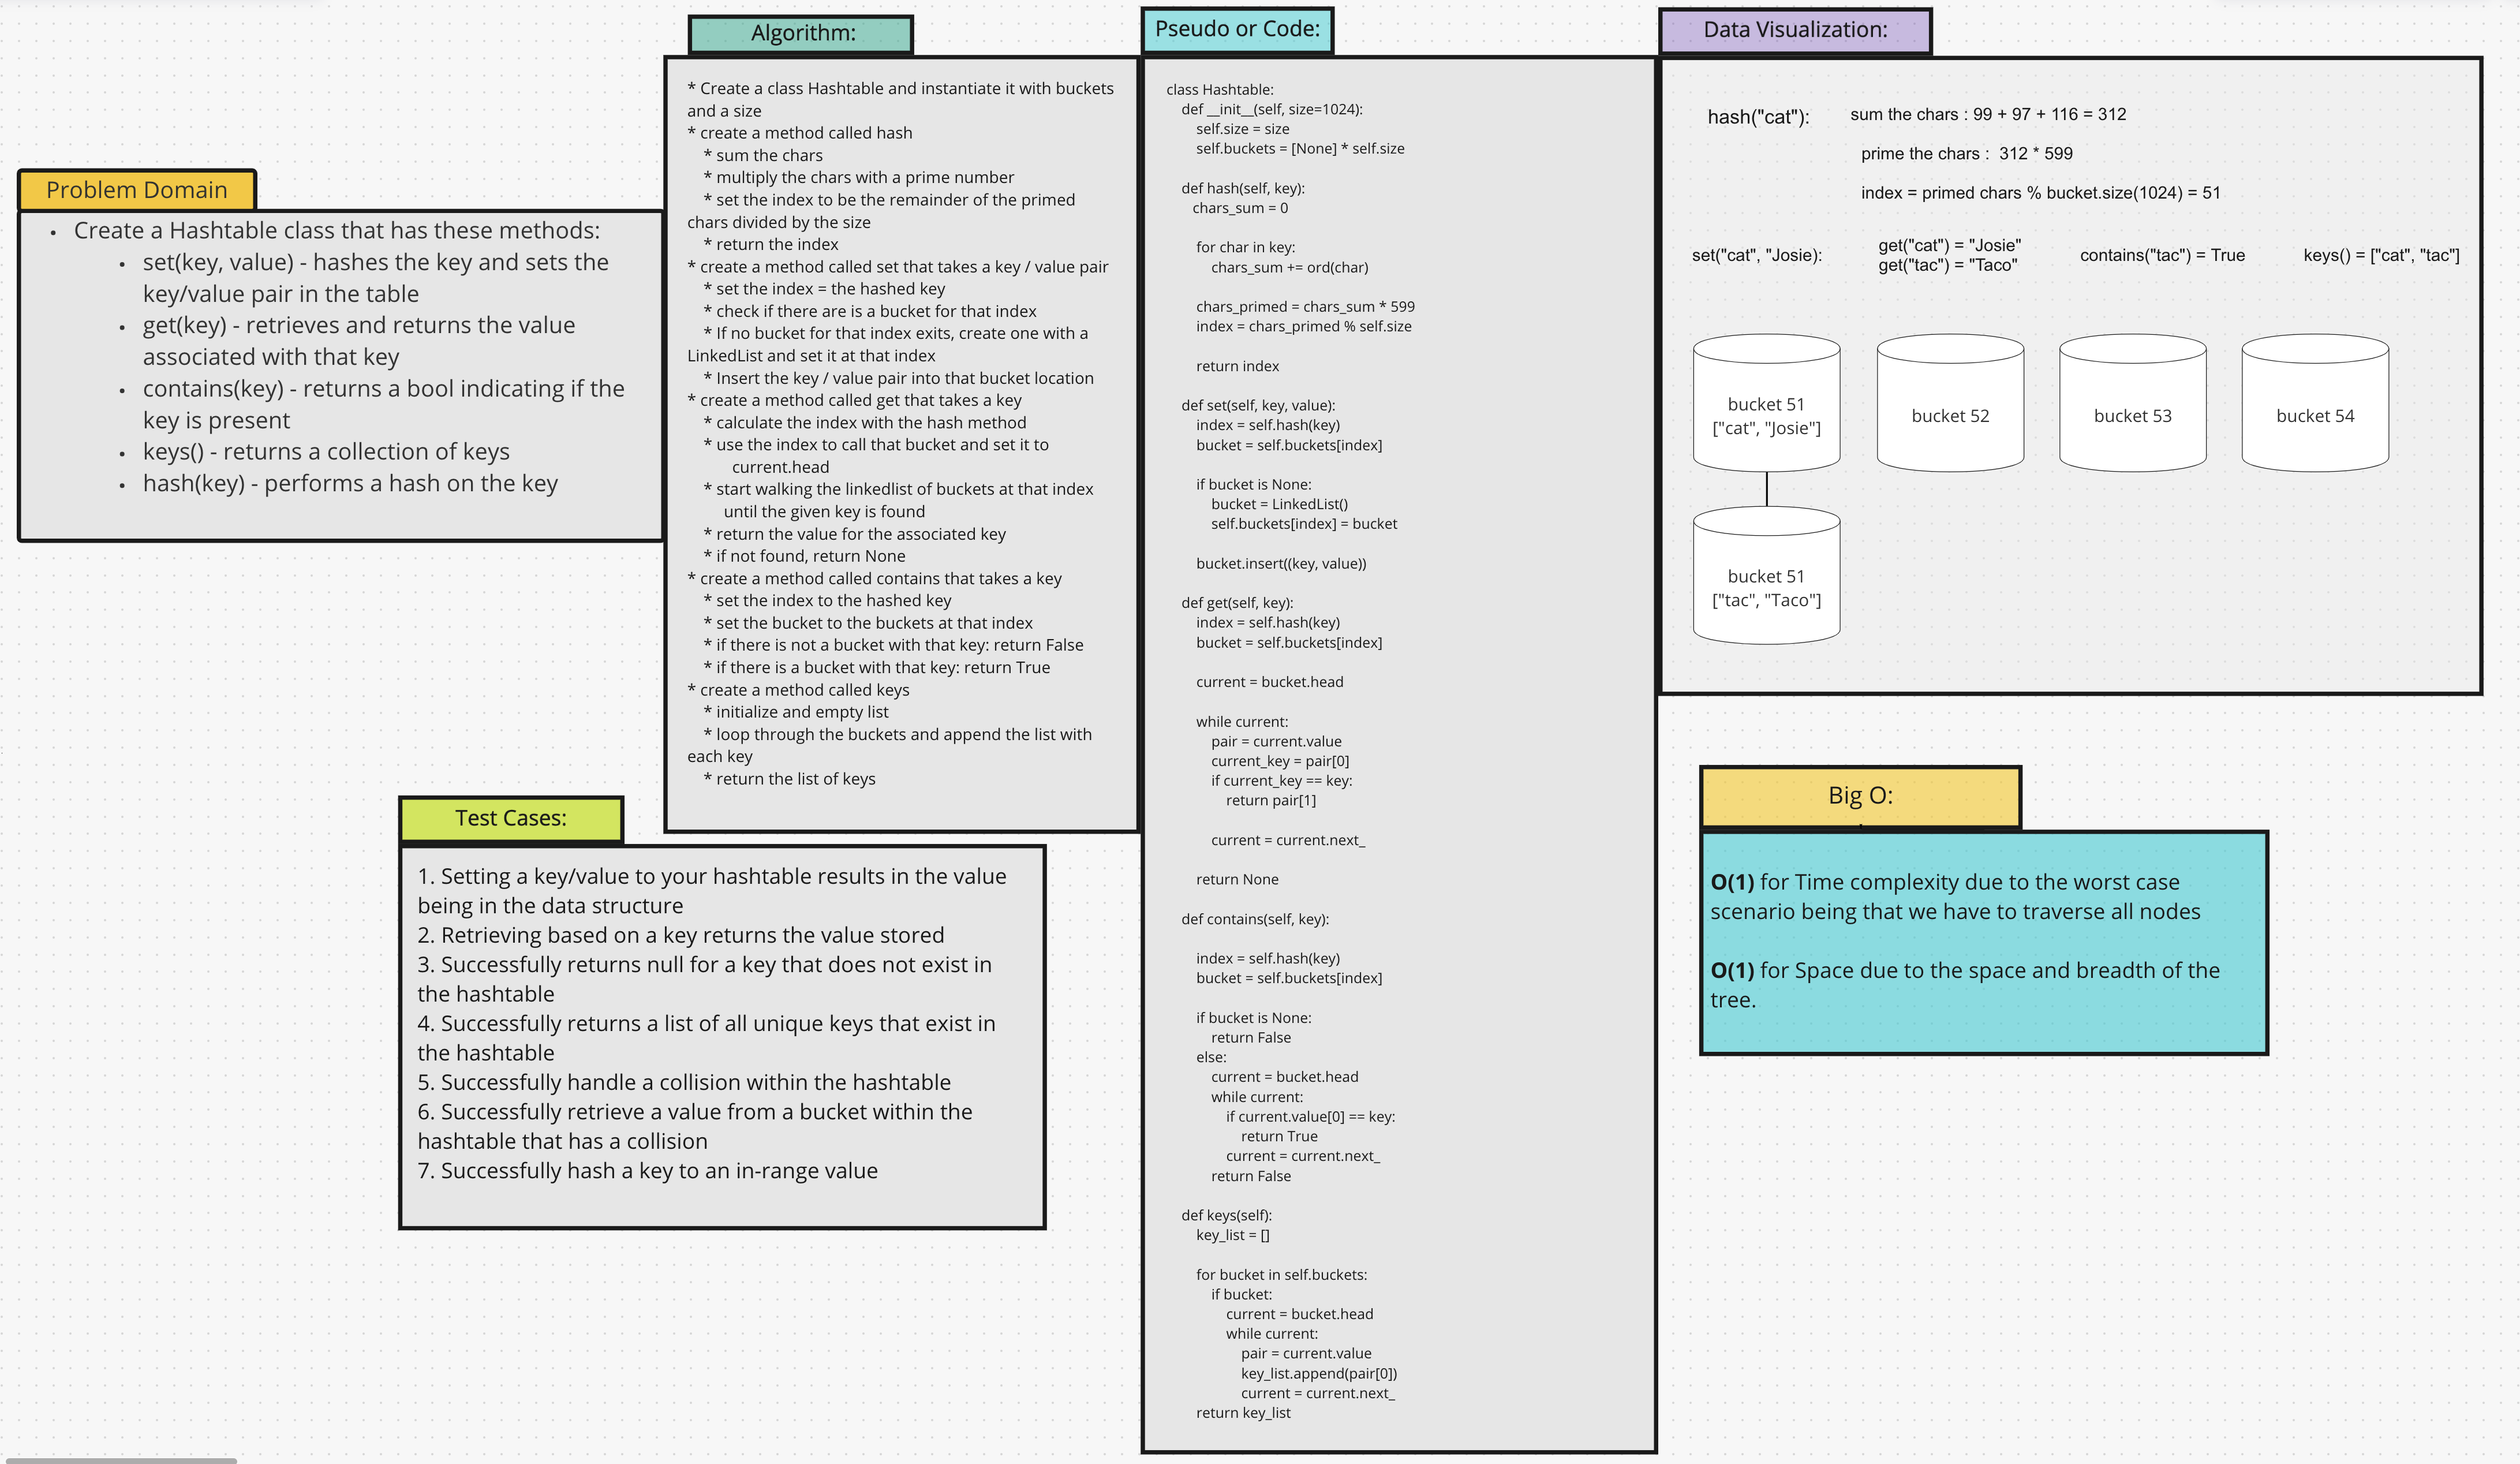 Problem Domain
• Create a Hashtable class that has these methods:
• set(key, value) - hashes the key and sets the
key/value pair in the table
• get(key) - retrieves and returns the value
associated with that key
• contains(key) - returns a bool indicating if the
key is present
• keys() - returns a collection of keys
• hash(key) - performs a hash on the key
Algorithm:
* Create a class Hashtable and instantiate it with buckets
and a size
* create a method called hash
* sum the chars
* multiply the chars with a prime number
* set the index to be the remainder of the primed
chars divided by the size
* return the index
* create a method called set that takes a key / value pair
* set the index = the hashed key
* check if there are is a bucket for that index
* If no bucket for that index exits, create one with a
LinkedList and set it at that index
* Insert the key / value pair into that bucket location
* create a method called get that takes a key
* calculate the index with the hash method
* use the index to call that bucket and set it to
current.head
* start walking the linkedlist of buckets at that index
until the given key is found
* return the value for the associated key
* if not found, return None
* create a method called contains that takes a key
* set the index to the hashed key
* set the bucket to the buckets at that index
* if there is not a bucket with that key: return False
* if there is a bucket with that key: return True
* create a method called keys
* initialize and empty list
* loop through the buckets and append the list with
each key
* return the list of keys
Test Cases:
1. Setting a key/value to your hashtable results in the value
being in the data structure
2. Retrieving based on a key returns the value stored
3. Successfully returns null for a key that does not exist in
the hashtable
4. Successfully returns a list of all unique keys that exist in
the hashtable
5. Successfully handle a collision within the hashtable
6. Successfully retrieve a value from a bucket within the
hashtable that has a collision
7. Successfully hash a key to an in-range value
Pseudo or Code:
class Hashtable:
def __init__(self, size=1024):
self.size = size
self.buckets = [None] * self.size
def hash(self, key):
chars_sum = 0
for char in key:
chars_sum += ord(char)
chars_primed = chars_sum * 599
index = chars_primed % self.size
return index
def set(self, key, value):
index = self.hash(key)
bucket = self.buckets[index]
if bucket is None:
bucket = LinkedList()
self.buckets[index] = bucket
bucket.insert((key, value))
def get(self, key):
index = self.hash(key)
bucket = self.buckets[index]
current = bucket.head
while current:
pair = current.value
current_key = pair[0]
if current_key == key:
return pair[1]
current = current.next_
return None
def contains(self, key):
index = self.hash(key)
bucket = self.buckets[index]
if bucket is None:
return False
else:
current = bucket.head
while current:
if current.value[0] == key:
return True
current = current.next_
return False
def keys(self):
key_list = []
for bucket in self.buckets:
if bucket:
current = bucket.head
while current:
pair = current.value
key_list.append(pair[0])
current = current.next_
return key_list
Data Visualization:
hash("cat"): sum the chars : 99 + 97 + 116 = 312
prime the chars : 312 * 599
index = primed chars % bucket.size(1024) = 51
set("cat", "Josie):
get("cat") = "Josie"
get("tac") = "Taco"
contains("tac") = True
keys() = ["cat", "tac"]
bucket 51
["cat", "Josie"]
bucket 52
bucket 53
bucket 54
bucket 51
["tac", "Taco"]
Big O:
O(1) for Time complexity due to the worst case
scenario being that we have to traverse all nodes
O(1) for Space due to the space and breadth of the
tree.